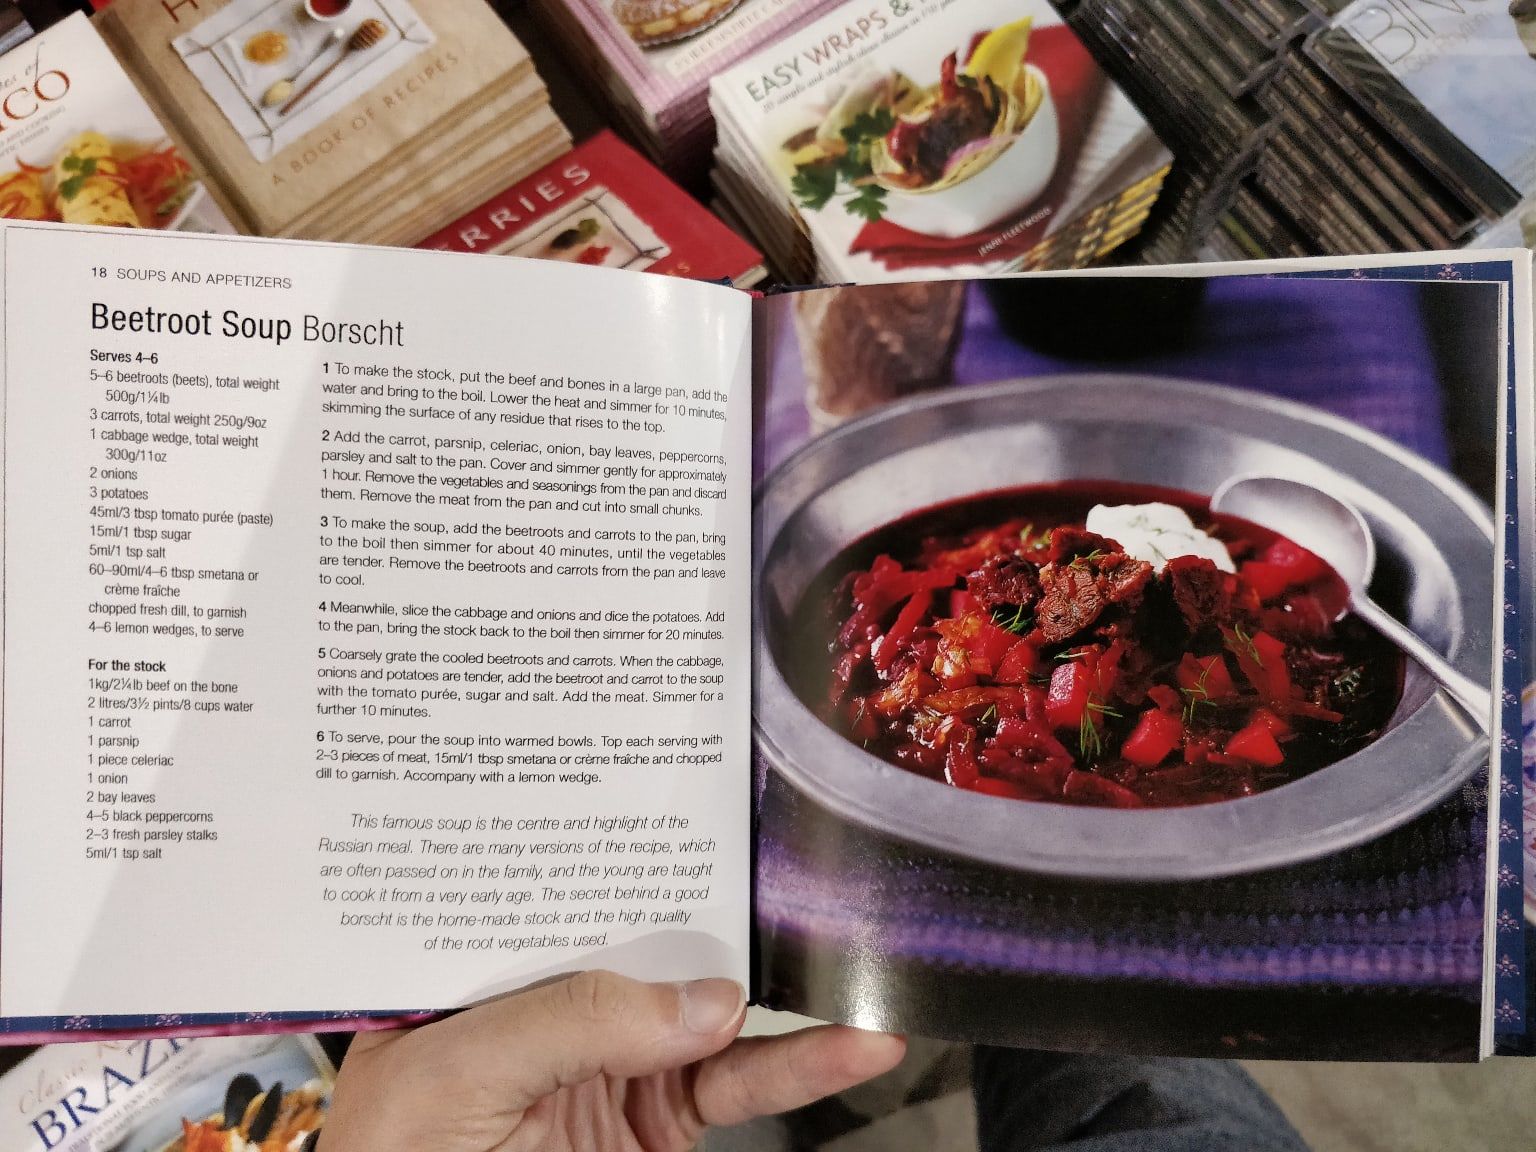 A BOOK OF RECIPES
EASY WRAPS &
JENNI FLEETWOOD
18 SOUPS AND APPETIZERS
Beetroot Soup Borscht
Serves 4–6
5–6 beetroots (beets), total weight
500g/1¼lb
3 carrots, total weight 250g/9oz
1 cabbage wedge, total weight
300g/11oz
2 onions
3 potatoes
45ml/3 tbsp tomato purée (paste)
15ml/1 tbsp sugar
5ml/1 tsp salt
60–90ml/4–6 tbsp smetana or
crème fraîche
chopped fresh dill, to garnish
4–6 lemon wedges, to serve
For the stock
1kg/2¼lb beef on the bone
2 litres/3½ pints/8 cups water
1 carrot
1 parsnip
1 piece celeriac
1 onion
2 bay leaves
4–5 black peppercorns
2–3 fresh parsley stalks
5ml/1 tsp salt
1 To make the stock, put the beef and bones in a large pan, add the
water and bring to the boil. Lower the heat and simmer for 10 minutes,
skimming the surface of any residue that rises to the top.
2 Add the carrot, parsnip, celeriac, onion, bay leaves, peppercorns,
parsley and salt to the pan. Cover and simmer gently for approximately
1 hour. Remove the vegetables and seasonings from the pan and discard
them. Remove the meat from the pan and cut into small chunks.
3 To make the soup, add the beetroots and carrots to the pan, bring
to the boil then simmer for about 40 minutes, until the vegetables
are tender. Remove the beetroots and carrots from the pan and leave
to cool.
4 Meanwhile, slice the cabbage and onions and dice the potatoes. Add
to the pan, bring the stock back to the boil then simmer for 20 minutes.
5 Coarsely grate the cooled beetroots and carrots. When the cabbage,
onions and potatoes are tender, add the beetroot and carrot to the soup
with the tomato purée, sugar and salt. Add the meat. Simmer for a
further 10 minutes.
6 To serve, pour the soup into warmed bowls. Top each serving with
2–3 pieces of meat, 15ml/1 tbsp smetana or crème fraîche and chopped
dill to garnish. Accompany with a lemon wedge.
This famous soup is the centre and highlight of the
Russian meal. There are many versions of the recipe, which
are often passed on in the family, and the young are taught
to cook it from a very early age. The secret behind a good
borscht is the home-made stock and the high quality
of the root vegetables used.
Classic